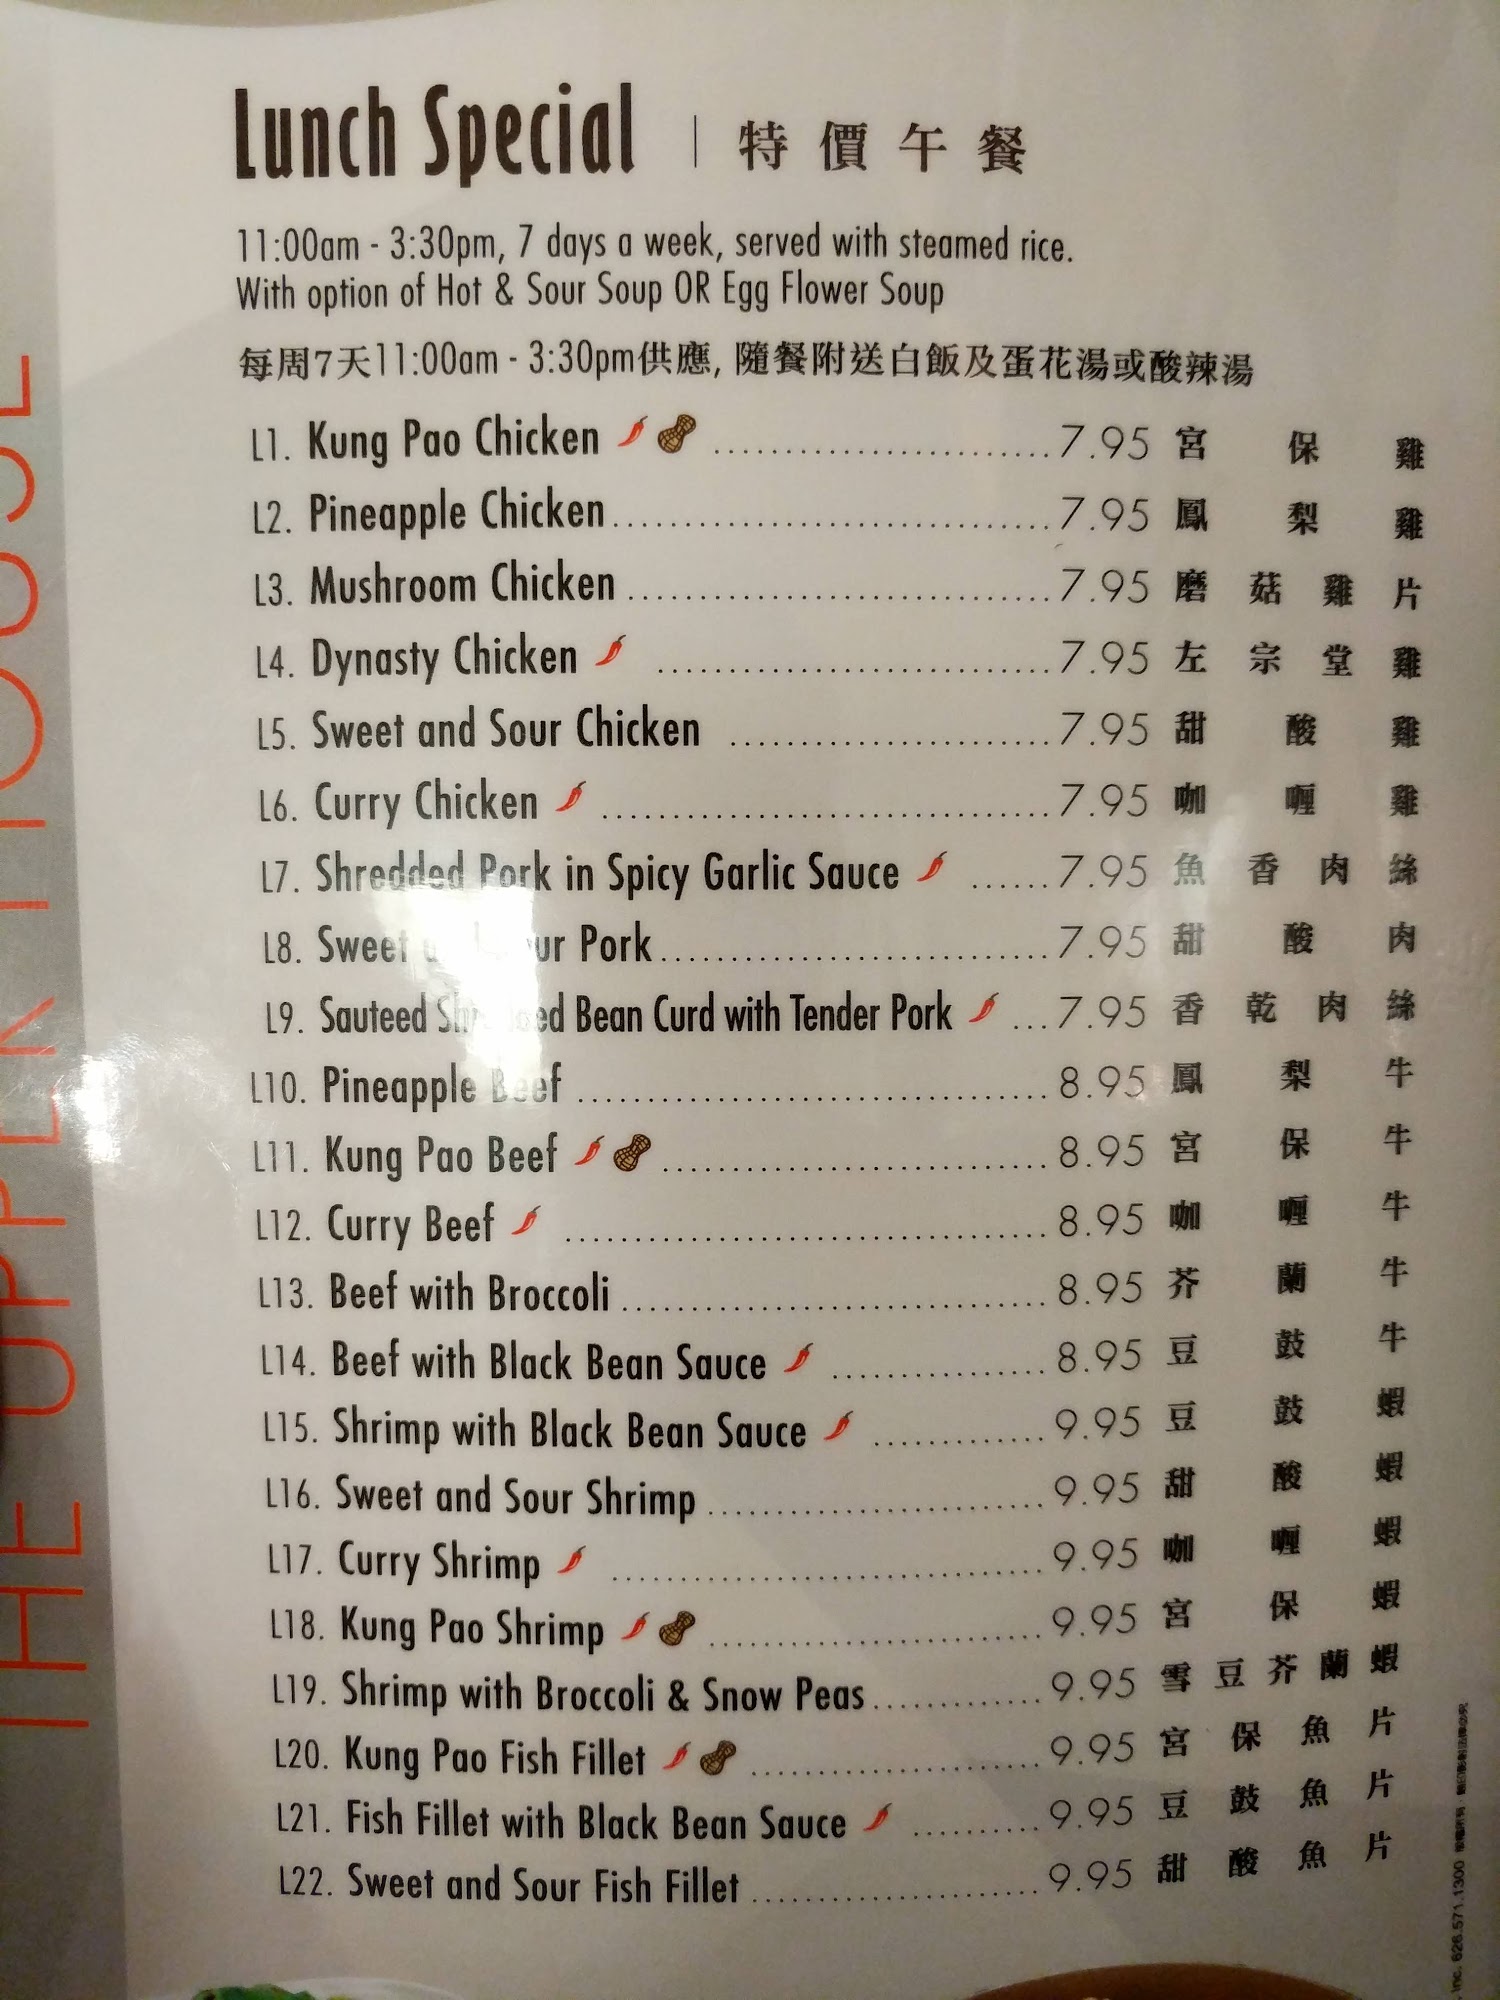 Lunch Special | 特價午餐
11:00am - 3:30pm, 7 days a week, served with steamed rice.
With option of Hot & Sour Soup OR Egg Flower Soup
每周7天11:00am - 3:30pm供應, 隨餐附送白飯及蛋花湯或酸辣湯
L1. Kung Pao Chicken 7.95 宮保雞
L2. Pineapple Chicken 7.95 鳳梨雞
L3. Mushroom Chicken 7.95 磨菇雞片
L4. Dynasty Chicken 7.95 左宗堂雞
L5. Sweet and Sour Chicken 7.95 甜酸雞
L6. Curry Chicken 7.95 咖喱雞
L7. Shredded Pork in Spicy Garlic Sauce 7.95 魚香肉絲
L8. Sweet and Sour Pork 7.95 甜酸肉
L9. Sauteed Shredded Bean Curd with Tender Pork 7.95 香乾肉絲
L10. Pineapple Beef 8.95 鳳梨牛
L11. Kung Pao Beef 8.95 宮保牛
L12. Curry Beef 8.95 咖喱牛
L13. Beef with Broccoli 8.95 芥蘭牛
L14. Beef with Black Bean Sauce 8.95 豆鼓牛
L15. Shrimp with Black Bean Sauce 9.95 豆鼓蝦
L16. Sweet and Sour Shrimp 9.95 甜酸蝦
L17. Curry Shrimp 9.95 咖喱蝦
L18. Kung Pao Shrimp 9.95 宮保蝦
L19. Shrimp with Broccoli & Snow Peas 9.95 雪豆芥蘭蝦
L20. Kung Pao Fish Fillet 9.95 宮保魚片
L21. Fish Fillet with Black Bean Sauce 9.95 豆鼓魚片
L22. Sweet and Sour Fish Fillet 9.95 甜酸魚片
THE UPPER HOUSE
Inc. 626.571.1300